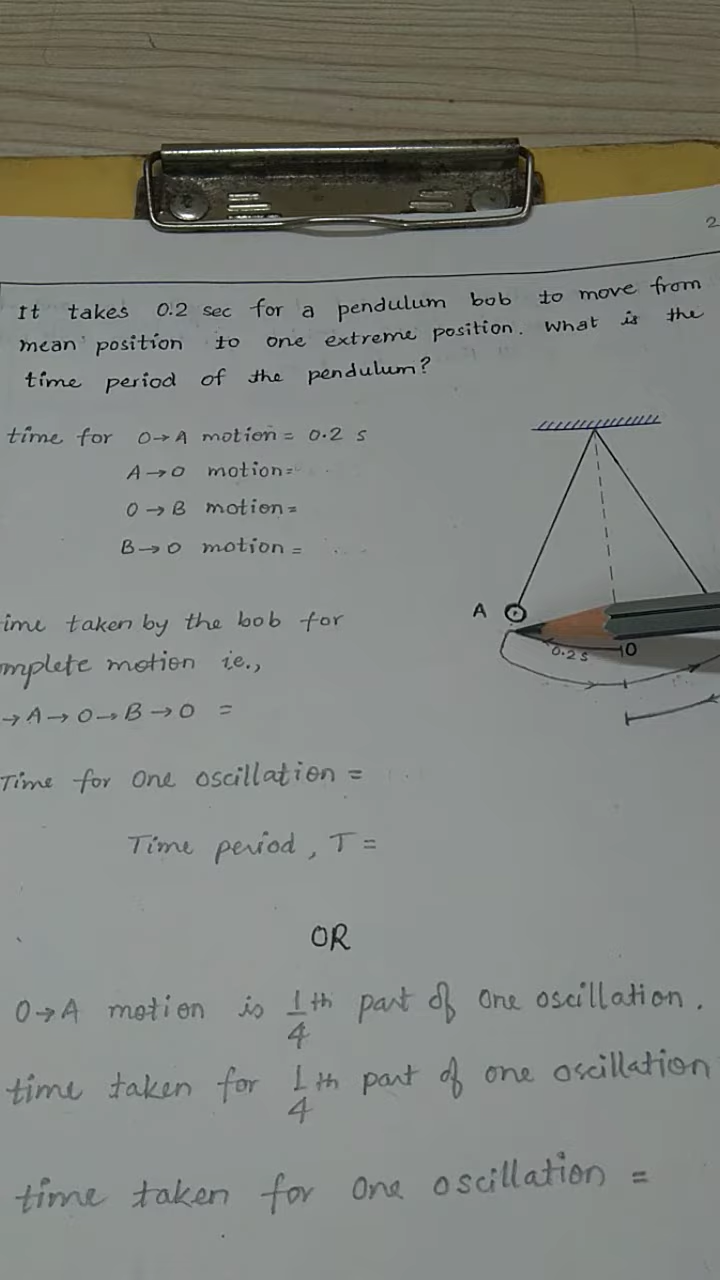 2
It takes 0.2 sec for a pendulum bob to move from
mean position to one extreme position. What is the
time period of the pendulum?
time for O→A motion = 0.2 s
A→O motion=
O→B motion=
B→O motion=
ime taken by the bob for
omplete motion ie.,
→A→O→B→O =
A
0.2 s
O
Time for One oscillation =
Time period, T =
OR
O→A motion is 1/4 th part of One oscillation.
time taken for 1/4 th part of one oscillation
time taken for One oscillation =